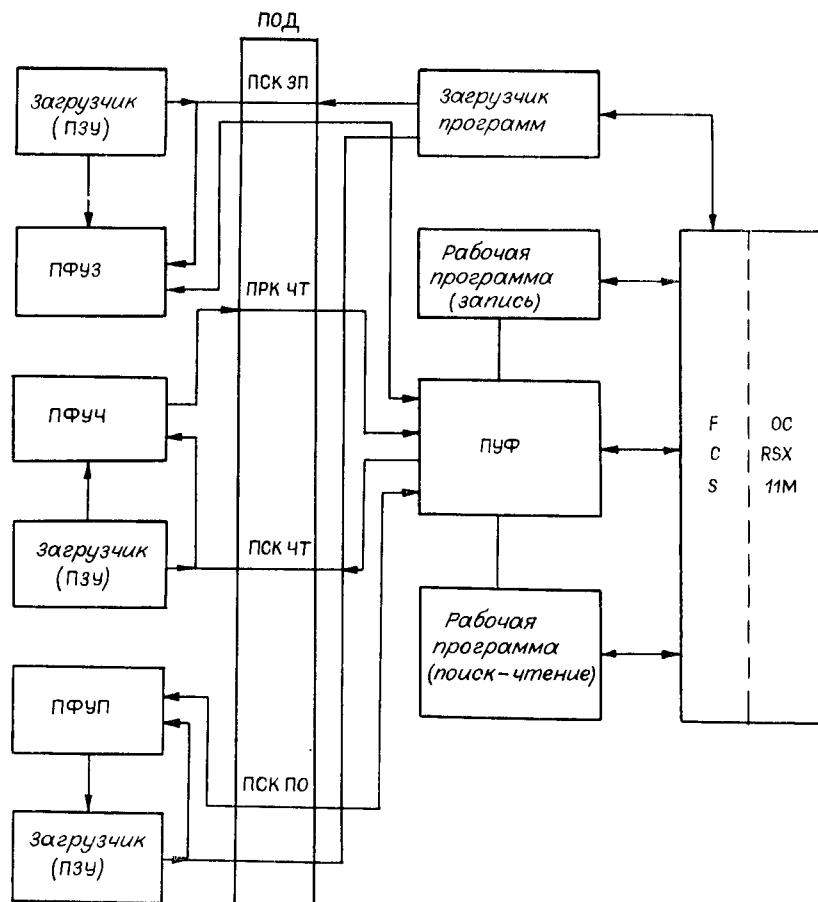 ПОД
ПСК ЗП
Загрузчик
(ПЗУ)
Загрузчик
программ
ПФУЗ
Рабочая
программа
(запись)
ПРК ЧТ
ПФУЧ
ПУФ
F ОС
C RSX
S 11М
Загрузчик
(ПЗУ)
ПСК ЧТ
Рабочая
программа
(поиск-чтение)
ПФУП
ПСК ПО
Загрузчик
(ПЗУ)